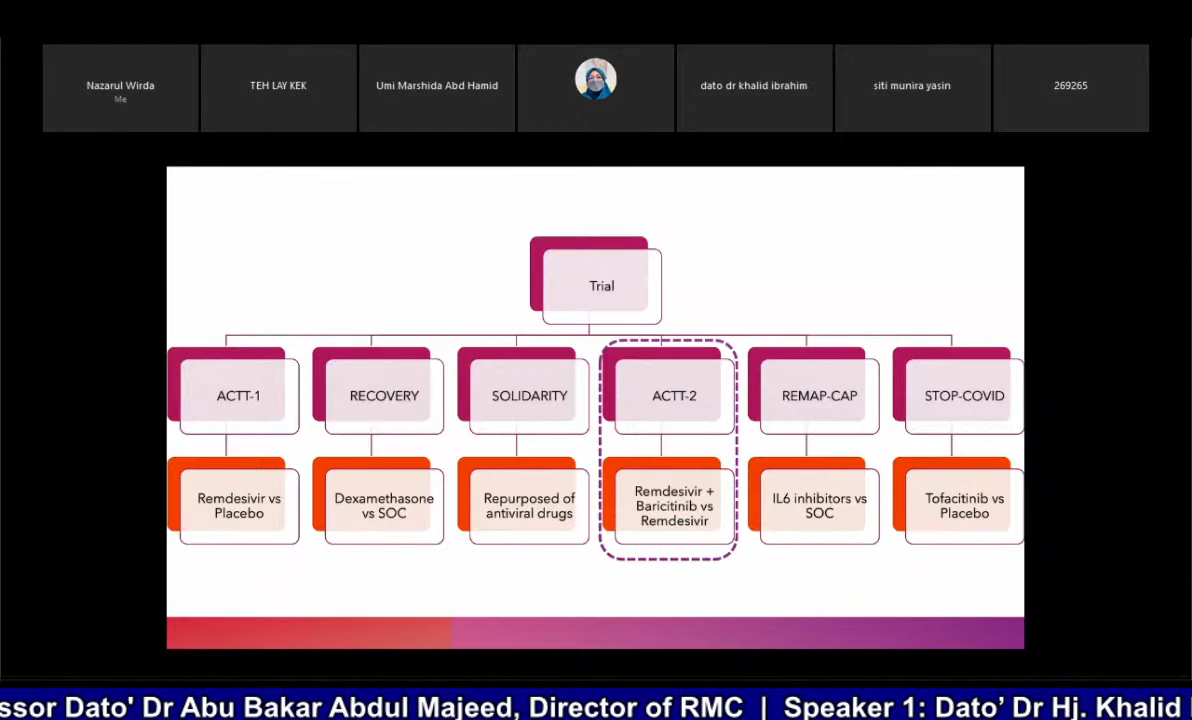 Nazarul Wirda
Me
TEH LAY KEK
Umi Marshida Abd Hamid
dato dr khalid ibrahim
siti munira yasin
269265
Trial
ACTT-1
RECOVERY
SOLIDARITY
ACTT-2
REMAP-CAP
STOP-COVID
Remdesivir vs
Placebo
Dexamethasone
vs SOC
Repurposed of
antiviral drugs
Remdesivir +
Baricitinib vs
Remdesivir
IL6 inhibitors vs
SOC
Tofacitinib vs
Placebo
ssor Dato' Dr Abu Bakar Abdul Majeed, Director of RMC | Speaker 1: Dato’ Dr Hj. Khalid